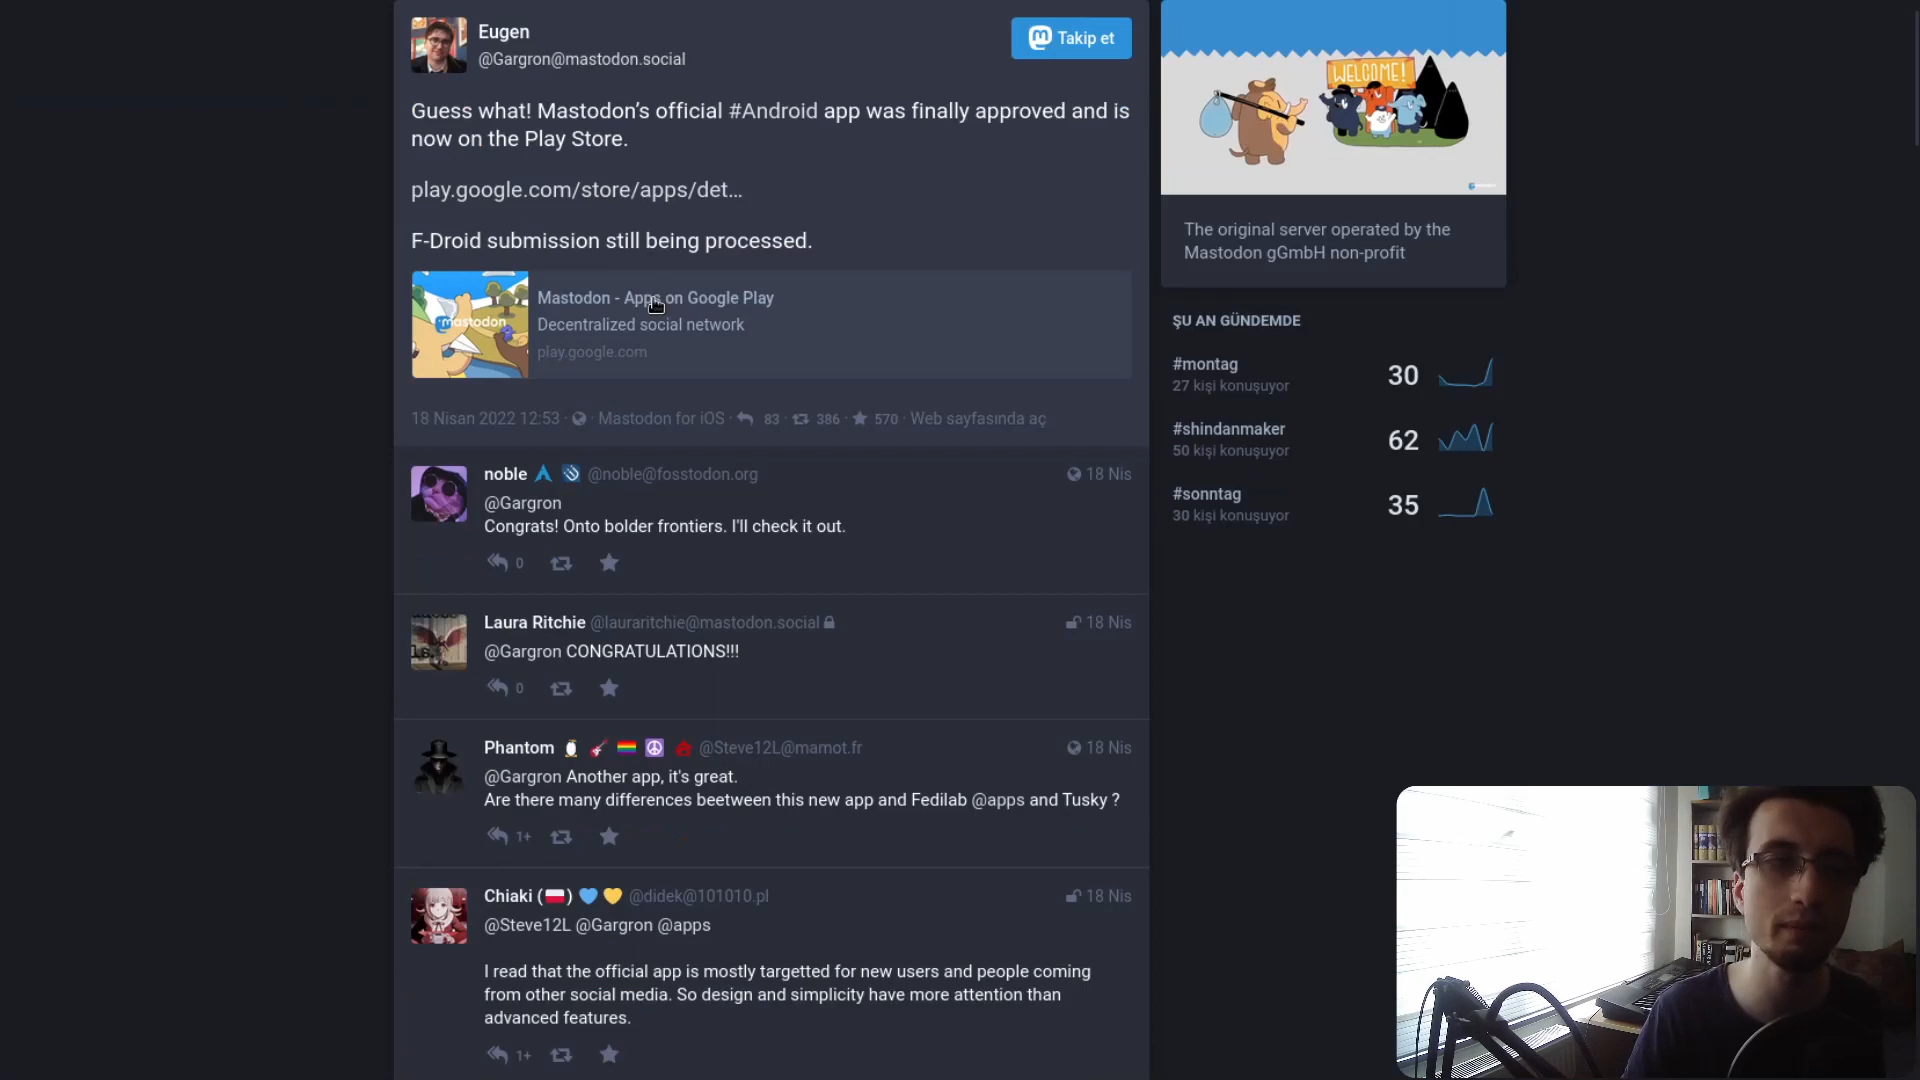 Eugen
@Gargron@mastodon.social
Takip et
Guess what! Mastodon’s official #Android app was finally approved and is
now on the Play Store.
play.google.com/store/apps/det…
F-Droid submission still being processed.
mastodon
Mastodon - Apps on Google Play
Decentralized social network
play.google.com
18 Nisan 2022 12:53 · Mastodon for iOS · 83 · 386 · 570 · Web sayfasında aç
noble @noble@fosstodon.org 18 Nis
@Gargron
Congrats! Onto bolder frontiers. I'll check it out.
0
Laura Ritchie @lauraritchie@mastodon.social 18 Nis
@Gargron CONGRATULATIONS!!!
0
Phantom @Steve12L@mamot.fr 18 Nis
@Gargron Another app, it's great.
Are there many differences beetween this new app and Fedilab @apps and Tusky ?
1+
Chiaki (🇵🇱) 💙 💛 @didek@101010.pl 18 Nis
@Steve12L @Gargron @apps
I read that the official app is mostly targetted for new users and people coming
from other social media. So design and simplicity have more attention than
advanced features.
1+
WELCOME!
The original server operated by the
Mastodon gGmbH non-profit
ŞU AN GÜNDEMDE
#montag
27 kişi konuşuyor
30
#shindanmaker
50 kişi konuşuyor
62
#sonntag
30 kişi konuşuyor
35